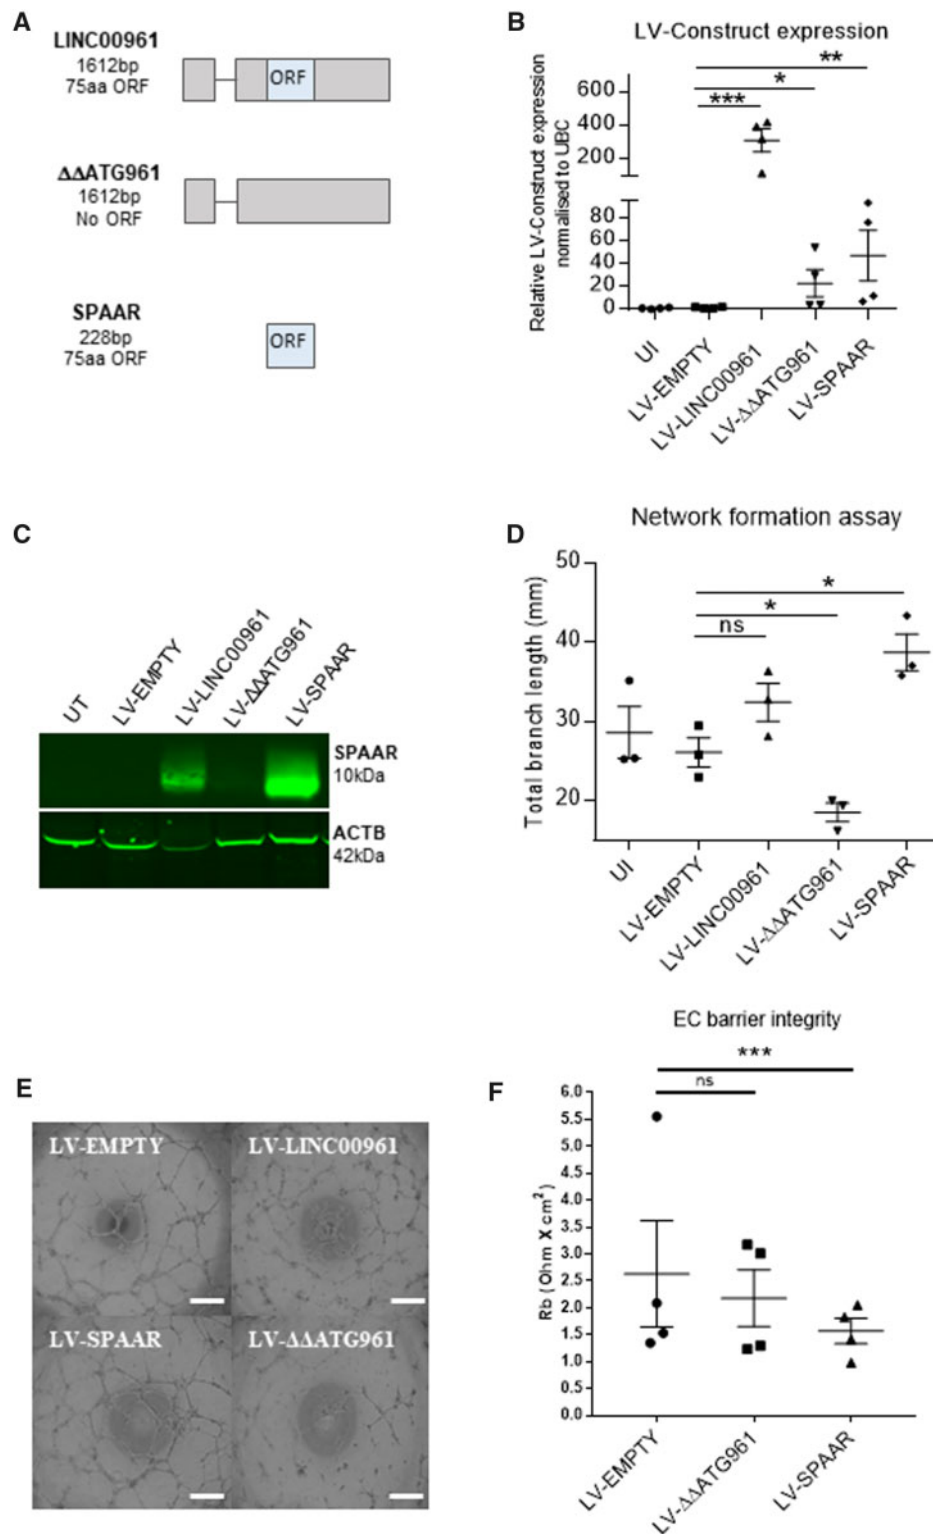 A
LINC00961
1612bp
75aa ORF
ORF
ΔΔATG961
1612bp
No ORF
SPAAR
228bp
75aa ORF
ORF
B
LV-Construct expression
**
*
***
Relative LV-Construct expression
normalised to UBC
600
400
200
80
60
40
20
0
UI
LV-EMPTY
LV-LINC00961
LV-ΔΔATG961
LV-SPAAR
C
UT
LV-EMPTY
LV-LINC00961
LV-ΔΔATG961
LV-SPAAR
SPAAR
10kDa
ACTB
42kDa
D
Network formation assay
*
*
ns
Total branch length (mm)
50
40
30
20
UI
LV-EMPTY
LV-LINC00961
LV-ΔΔATG961
LV-SPAAR
E
LV-EMPTY
LV-LINC00961
LV-SPAAR
LV-ΔΔATG961
F
EC barrier integrity
***
ns
Rb (Ohm X cm²)
6.0
5.5
5.0
4.5
4.0
3.5
3.0
2.5
2.0
1.5
1.0
0.5
0.0
LV-EMPTY
LV-ΔΔATG961
LV-SPAAR